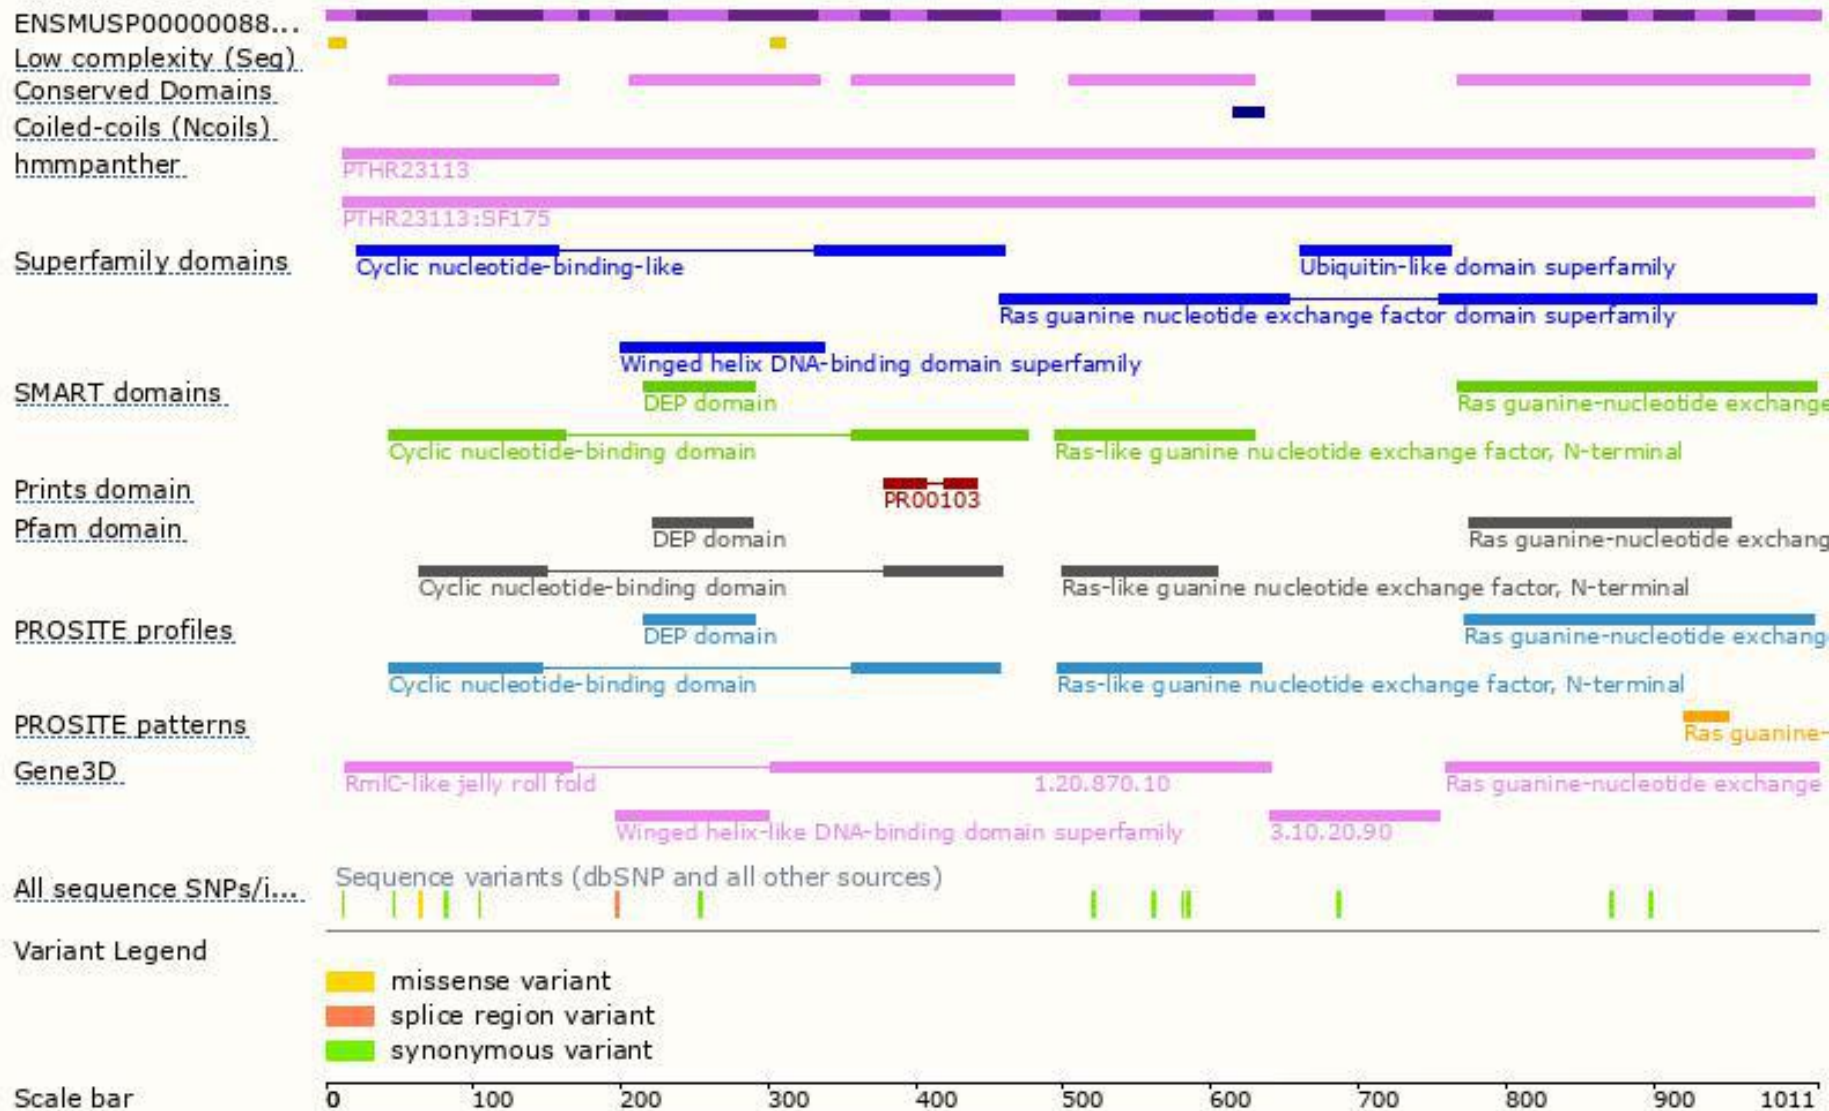 ENSMUSP00000088...
Low complexity (Seg)
Conserved Domains
Coiled-coils (Ncoils)
hmmpanther
PTHR23113
PTHR23113:SF175
Superfamily domains
Cyclic nucleotide-binding-like
Ubiquitin-like domain superfamily
Ras guanine nucleotide exchange factor domain superfamily
Winged helix DNA-binding domain superfamily
SMART domains
DEP domain
Ras guanine-nucleotide exchange
Cyclic nucleotide-binding domain
Ras-like guanine nucleotide exchange factor, N-terminal
Prints domain
PR00103
Pfam domain
DEP domain
Ras guanine-nucleotide exchang
Cyclic nucleotide-binding domain
Ras-like guanine nucleotide exchange factor, N-terminal
PROSITE profiles
DEP domain
Ras guanine-nucleotide exchang
Cyclic nucleotide-binding domain
Ras-like guanine nucleotide exchange factor, N-terminal
PROSITE patterns
Ras guanine-
Gene3D
RmlC-like jelly roll fold
1.20.870.10
Ras guanine-nucleotide exchange
Winged helix-like DNA-binding domain superfamily
3.10.20.90
All sequence SNPs/i...
Sequence variants (dbSNP and all other sources)
Variant Legend
missense variant
splice region variant
synonymous variant
Scale bar
0 100 200 300 400 500 600 700 800 900 1011